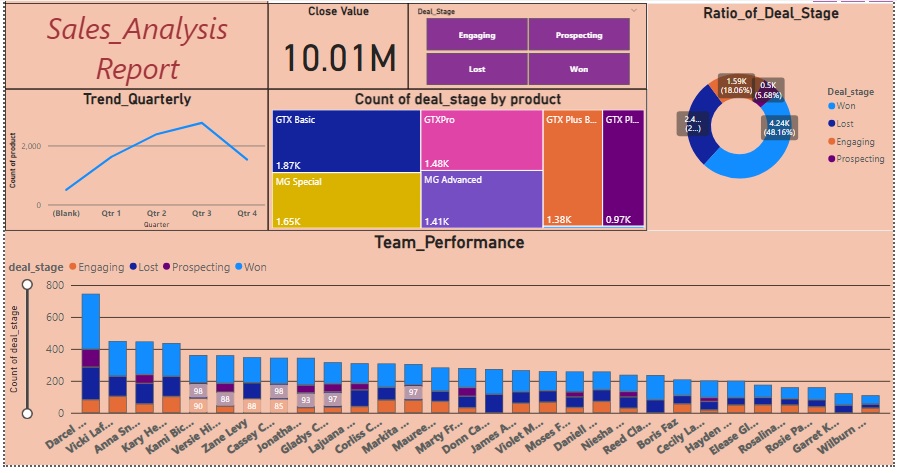 Sales_Analysis
Report
Close Value
10.01M
Deal_Stage
Engaging
Prospecting
Lost
Won
Ratio_of_Deal_Stage
1.59K
(18.06%)
0.5K
(5.68%)
2.4...
(2...)
4.24K
(48.16%)
Deal_stage
Won
Lost
Engaging
Prospecting
Trend_Quarterly
Count of product
2,000
0
(Blank)
Qtr 1
Qtr 2
Qtr 3
Qtr 4
Quarter
Count of deal_stage by product
GTX Basic
1.87K
MG Special
1.65K
GTXPro
1.48K
MG Advanced
1.41K
GTX Plus B...
1.38K
GTX Pl...
0.97K
Team_Performance
deal_stage
Engaging
Lost
Prospecting
Won
Count of deal_stage
800
600
400
200
0
98
90
88
88
98
85
93
97
97
Darcel ...
Vicki Laf...
Anna Sn...
Kary He...
Kami Bic...
Versie Hi...
Zane Levy
Cassey C...
Jonatha...
Gladys C...
Lajuana ...
Corliss C...
Markita ...
Mauree...
Marty Fr...
Donn Ca...
James A...
Violet M...
Moses F...
Daniell ...
Niesha ...
Reed Cla...
Boris Faz
Cecily La...
Hayden ...
Elease Gl...
Rosalina...
Rosie Pa...
Garret K...
Wilburn ...